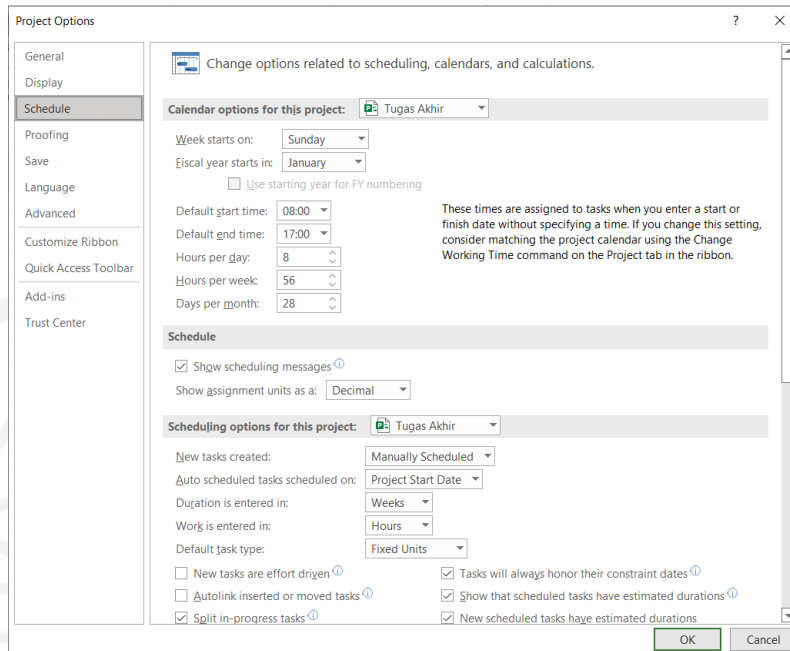 Project Options
?
General
Display
Schedule
Proofing
Save
Language
Advanced
Customize Ribbon
Quick Access Toolbar
Add-ins
Trust Center
Change options related to scheduling, calendars, and calculations.
Calendar options for this project: Tugas Akhir
Week starts on: Sunday
Fiscal year starts in: January
Use starting year for FY numbering
Default start time: 08:00
Default end time: 17:00
Hours per day: 8
Hours per week: 56
Days per month: 28
These times are assigned to tasks when you enter a start or
finish date without specifying a time. If you change this setting,
consider matching the project calendar using the Change
Working Time command on the Project tab in the ribbon.
Schedule
Show scheduling messages
Show assignment units as a: Decimal
Scheduling options for this project: Tugas Akhir
New tasks created: Manually Scheduled
Auto scheduled tasks scheduled on: Project Start Date
Duration is entered in: Weeks
Work is entered in: Hours
Default task type: Fixed Units
New tasks are effort driven
Tasks will always honor their constraint dates
Autolink inserted or moved tasks
Show that scheduled tasks have estimated durations
Split in-progress tasks
New scheduled tasks have estimated durations
OK
Cancel